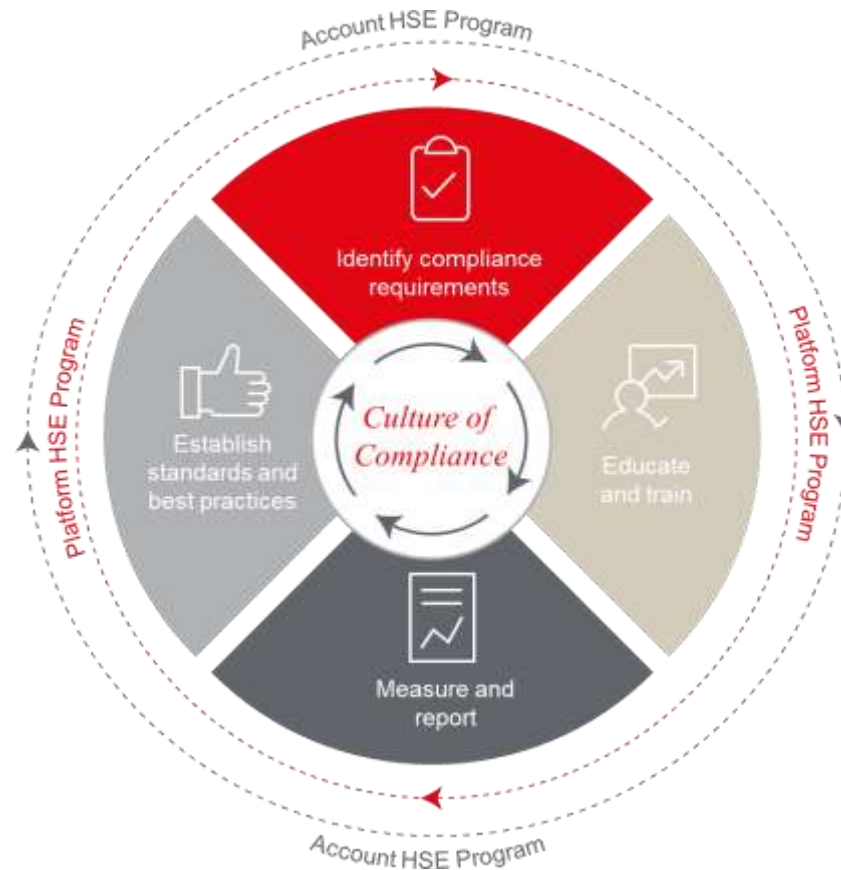 Account HSE Program
Identify compliance
requirements
Platform HSE Program
Establish
standards and
best practices
Culture of
Compliance
Educate
and train
Platform HSE Program
Measure and
report
Account HSE Program